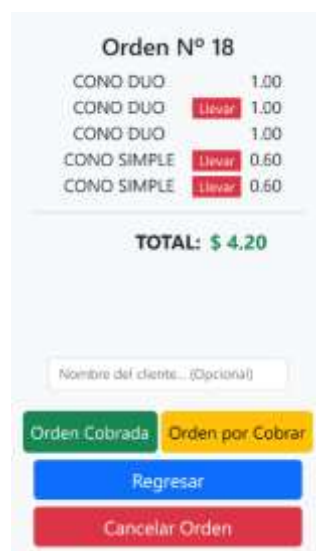 Orden Nº 18
CONO DUO 1.00
CONO DUO Llevar 1.00
CONO DUO 1.00
CONO SIMPLE Llevar 0.60
CONO SIMPLE Llevar 0.60
TOTAL: $ 4.20
Nombre del cliente... (Opcional)
Orden Cobrada Orden por Cobrar
Regresar
Cancelar Orden